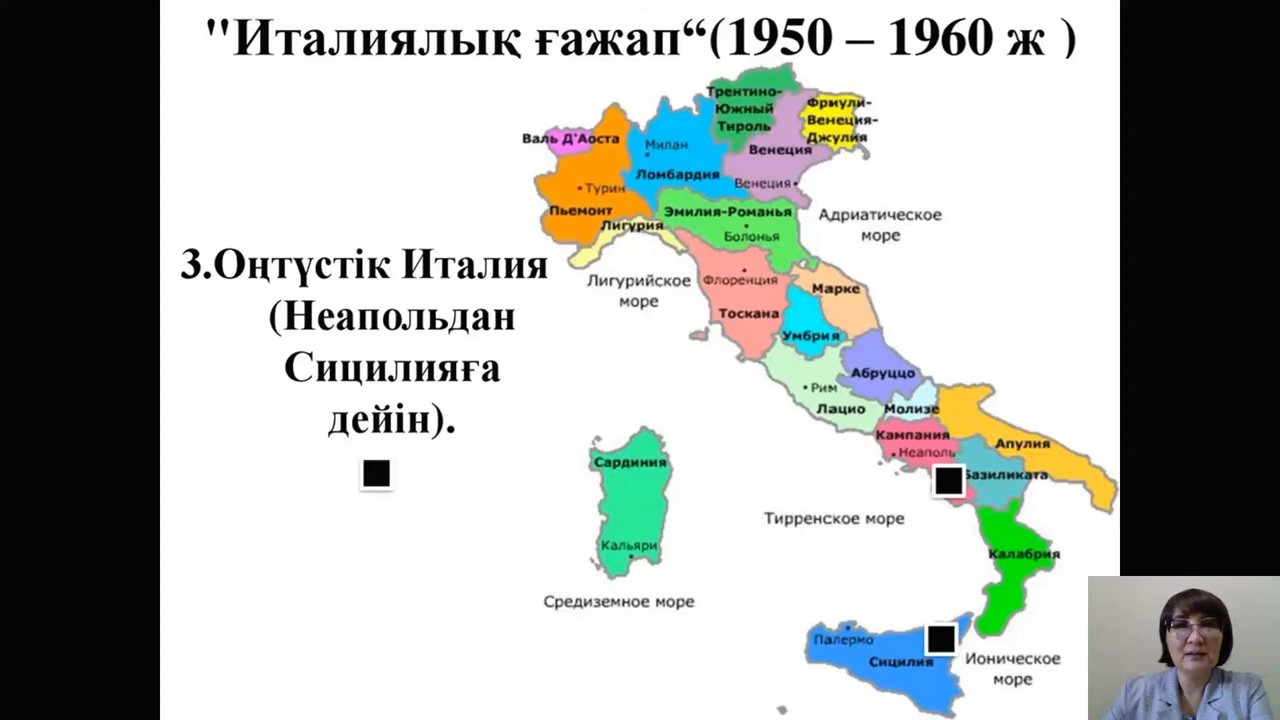 "Италиялық ғажап“(1950 – 1960 ж )
3.Оңтүстік Италия
(Неапольдан
Сицилияға
дейін).
Трентино-
Южный
Тироль
Фриули-
Венеция-
Джулия
Валь Д'Аоста
Милан
Венеция
Ломбардия
Венеция
Турин
Пьемонт
Эмилия-Романья
Лигурия
Болонья
Адриатическое
море
Лигурийское
море
Флоренция
Марке
Тоскана
Умбрия
Абруццо
Рим
Лацио
Молизе
Кампания
Неаполь
Апулия
Базиликата
Сардиния
Тирренское море
Кальяри
Калабрия
Средиземное море
Палермо
Сицилия
Ионическое
море